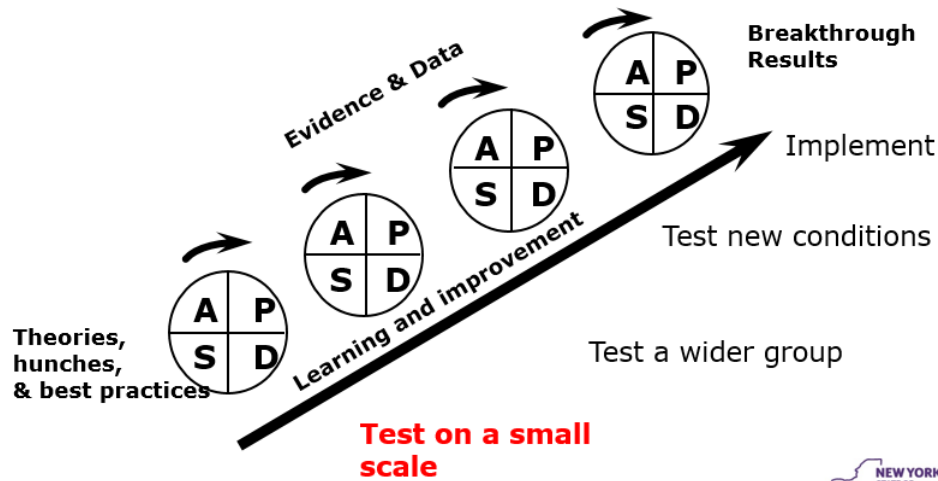 Breakthrough
Results
Evidence & Data
A P
S D
A P
S D
A P
S D
A P
S D
Implement
Test new conditions
Learning and improvement
Theories,
hunches,
& best practices
Test a wider group
Test on a small
scale
NEW YORK